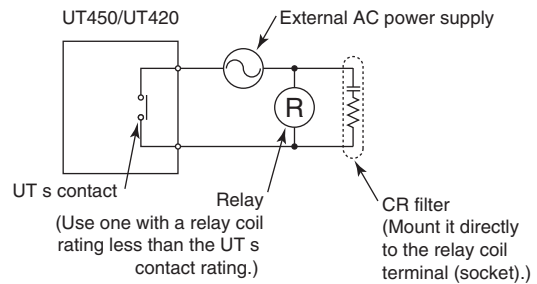 UT450/UT420
External AC power supply
R
UT s contact
Relay
(Use one with a relay coil
rating less than the UT s
contact rating.)
CR filter
(Mount it directly
to the relay coil
terminal (socket).)